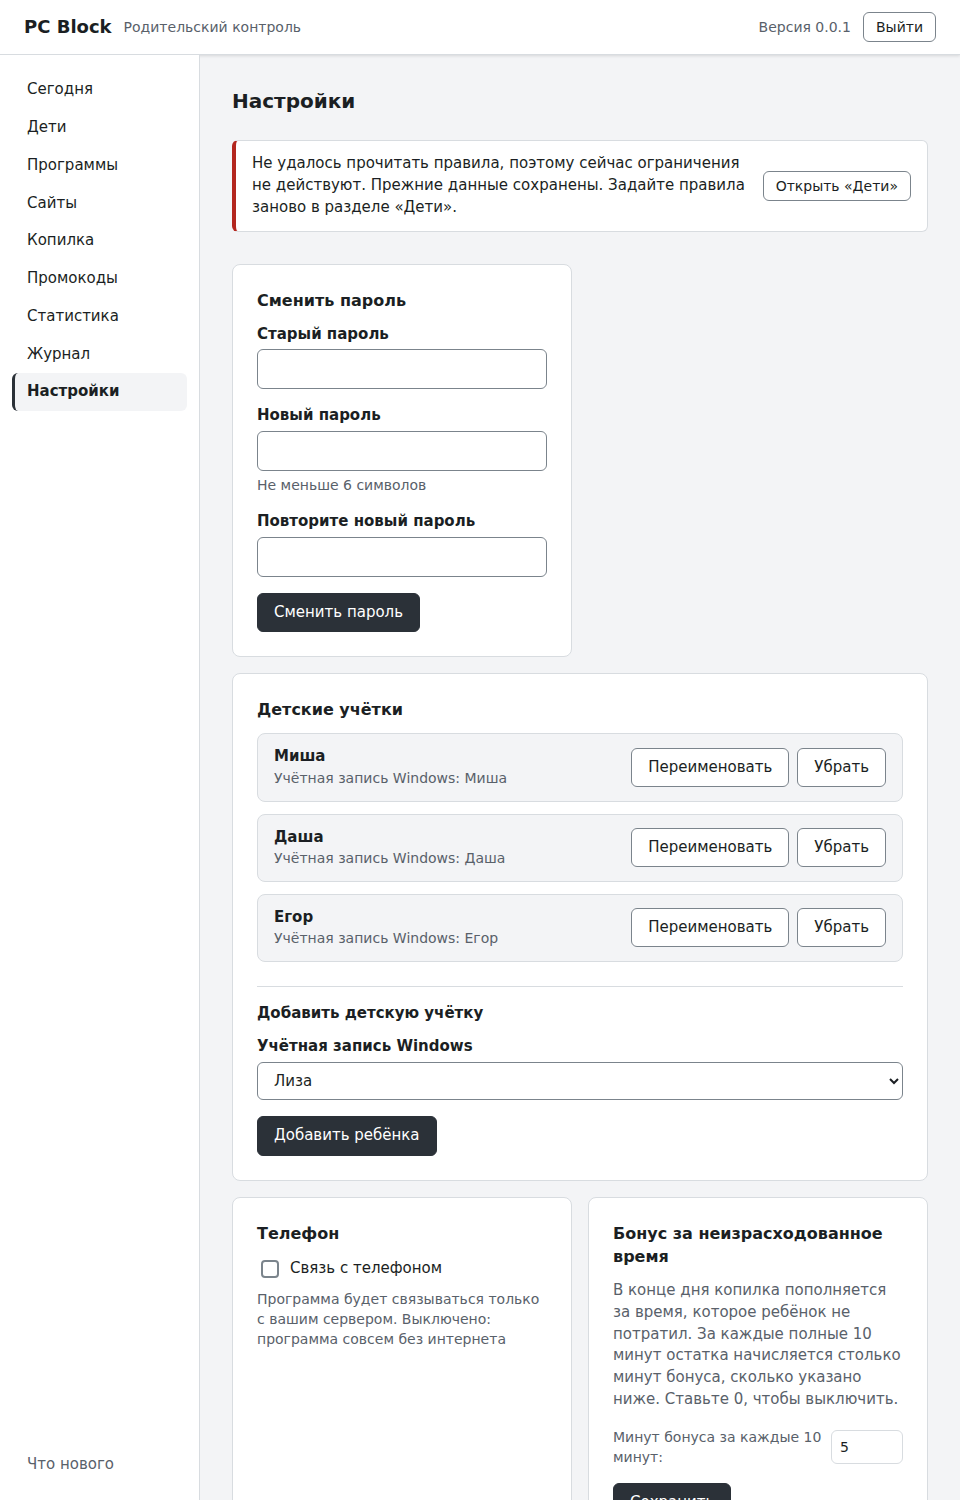 PC Block Родительский контроль
Версия 0.0.1
Выйти
Сегодня
Дети
Программы
Сайты
Копилка
Промокоды
Статистика
Журнал
Настройки
Что нового
Настройки
Не удалось прочитать правила, поэтому сейчас ограничения
не действуют. Прежние данные сохранены. Задайте правила
заново в разделе «Дети».
Открыть «Дети»
Сменить пароль
Старый пароль
Новый пароль
Не меньше 6 символов
Повторите новый пароль
Сменить пароль
Детские учётки
Миша
Учётная запись Windows: Миша
Переименовать
Убрать
Даша
Учётная запись Windows: Даша
Переименовать
Убрать
Егор
Учётная запись Windows: Егор
Переименовать
Убрать
Добавить детскую учётку
Учётная запись Windows
Лиза
Добавить ребёнка
Телефон
Связь с телефоном
Программа будет связываться только
с вашим сервером. Выключено:
программа совсем без интернета
Бонус за неизрасходованное
время
В конце дня копилка пополняется
за время, которое ребёнок не
потратил. За каждые полные 10
минут остатка начисляется столько
минут бонуса, сколько указано
ниже. Ставьте 0, чтобы выключить.
Минут бонуса за каждые 10
минут:
5
Сохранить